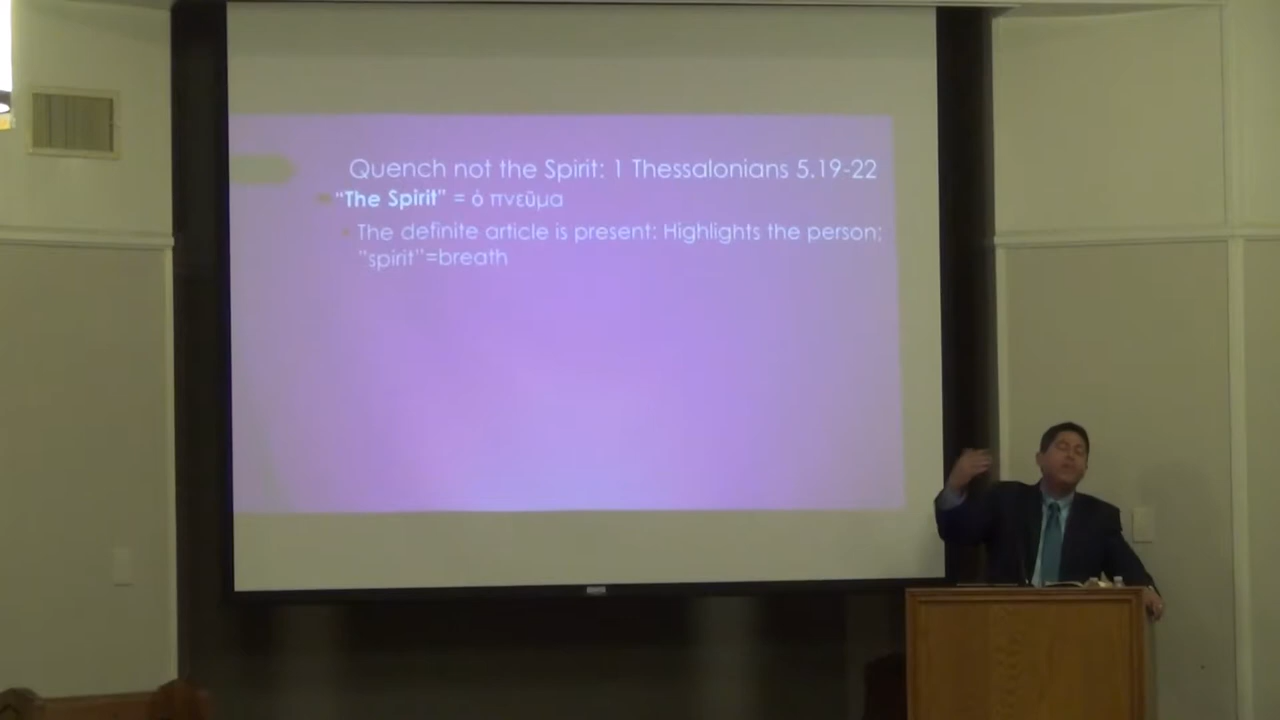 Quench not the Spirit: 1 Thessalonians 5.19-22
“The Spirit” = ὁ πνεῦμα
The definite article is present: Highlights the person;
”spirit”=breath